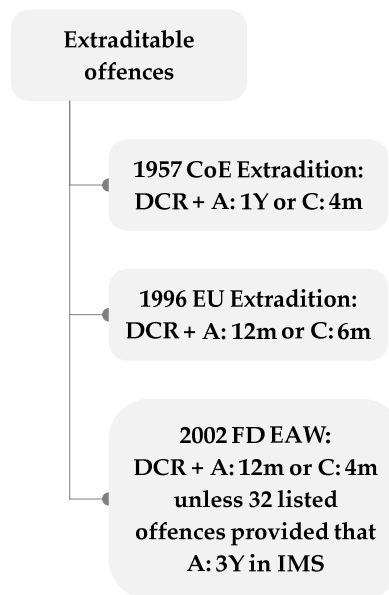 Extraditable
offences
1957 CoE Extradition:
DCR + A: 1Y or C: 4m
1996 EU Extradition:
DCR + A: 12m or C: 6m
2002 FD EAW:
DCR + A: 12m or C: 4m
unless 32 listed
offences provided that
A: 3Y in IMS